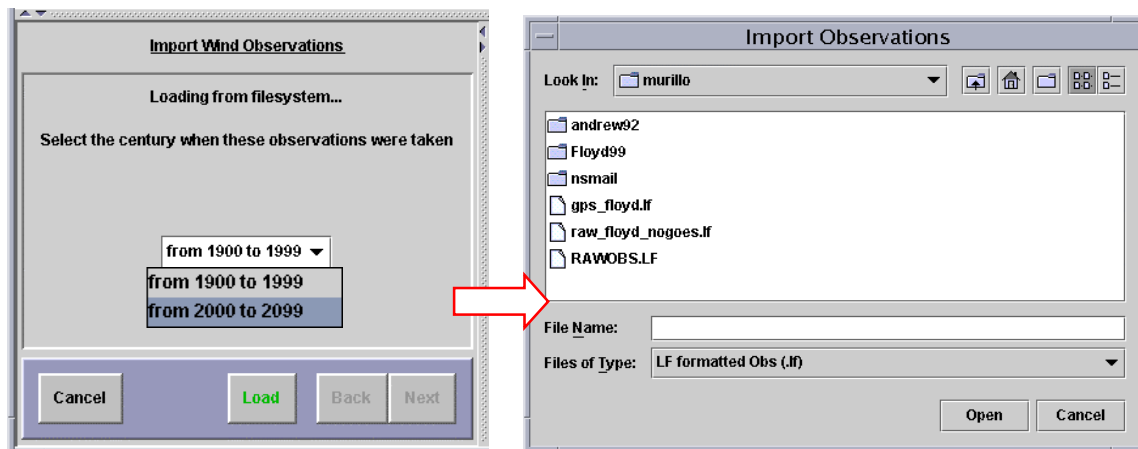 Import Wind Observations
Loading from filesystem...
Select the century when these observations were taken
from 1900 to 1999
from 1900 to 1999
from 2000 to 2099
Cancel
Load
Back
Next
Import Observations
Look In:
murillo
andrew92
Floyd99
nsmail
gps_floyd.lf
raw_floyd_nogoes.lf
RAWOBS.LF
File Name:
Files of Type:
LF formatted Obs (.lf)
Open
Cancel